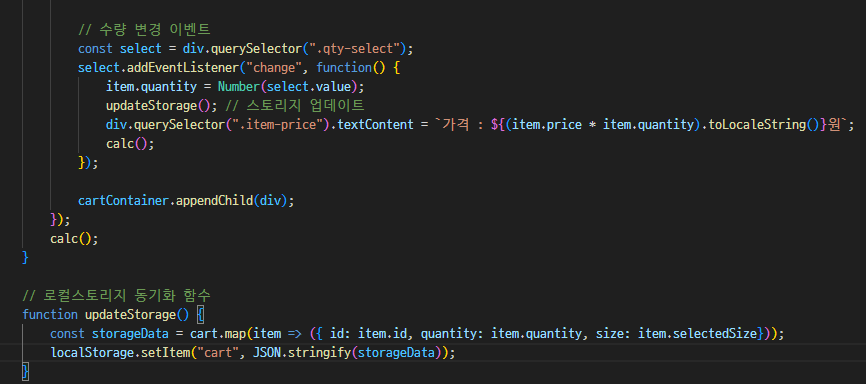 // 수량 변경 이벤트
const select = div.querySelector(".qty-select");
select.addEventListener("change", function() {
item.quantity = Number(select.value);
updateStorage(); // 스토리지 업데이트
div.querySelector(".item-price").textContent = `가격 : ${(item.price * item.quantity).toLocaleString()}원`;
calc();
});
cartContainer.appendChild(div);
});
calc();
}
// 로컬스토리지 동기화 함수
function updateStorage() {
const storageData = cart.map(item => ({ id: item.id, quantity: item.quantity, size: item.selectedSize}));
localStorage.setItem("cart", JSON.stringify(storageData));
}